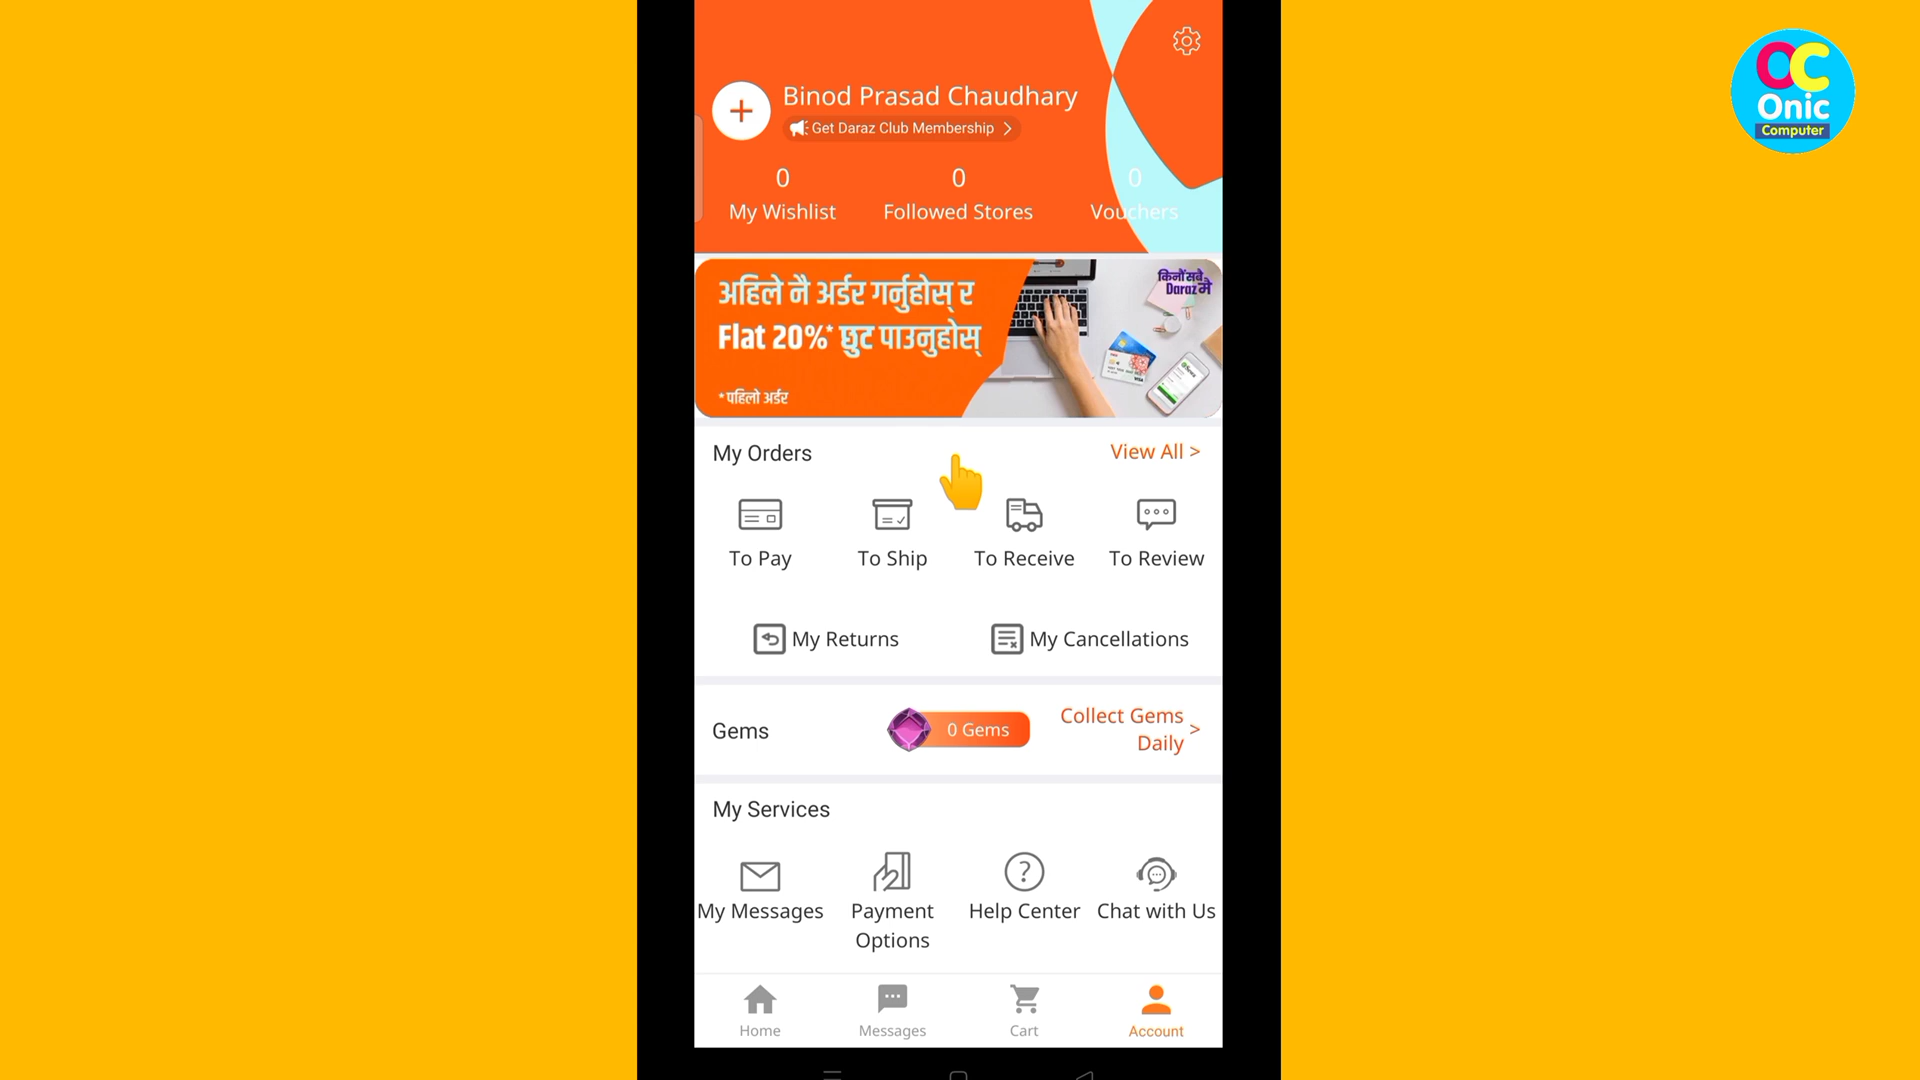 OC
Onic
Computer
Binod Prasad Chaudhary
Get Daraz Club Membership >
0
0
0
My Wishlist
Followed Stores
Vouchers
अहिले नै अर्डर गर्नुहोस् र
Flat 20%* छुट पाउनुहोस्
*पहिलो अर्डर
किनौं सबै
Daraz मै
VISA
My Orders
View All >
To Pay
To Ship
To Receive
To Review
My Returns
My Cancellations
Gems
0 Gems
Collect Gems
Daily >
My Services
My Messages
Payment
Options
Help Center
Chat with Us
Home
Messages
Cart
Account